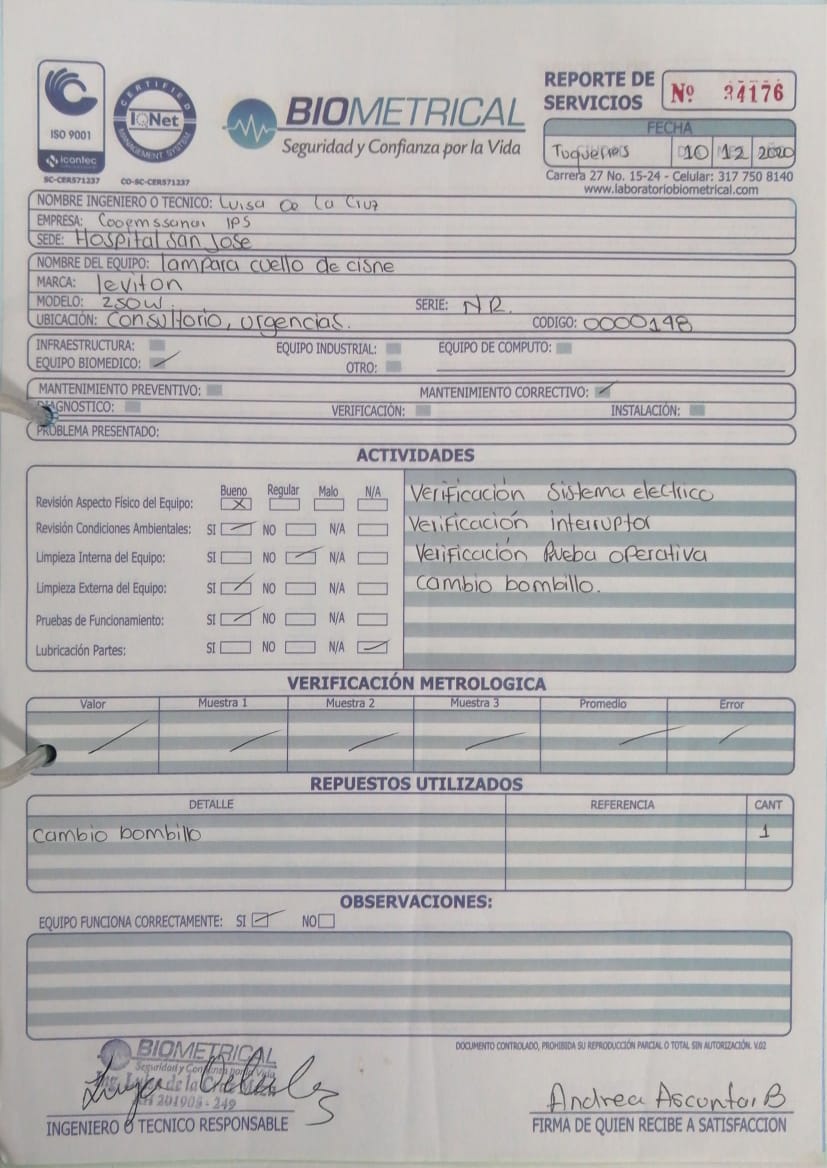 ISO 9001
icontec
SC-CER571237
CERTIFIED
IQNet
MANAGEMENT SYSTEM
CO-SC-CER571237
BIOMETRICAL
Seguridad y Confianza por la Vida
REPORTE DE SERVICIOS
Nº 34176
FECHA
Tuquerres 10 12 2020
Carrera 27 No. 15-24 - Celular: 317 750 8140
www.laboratoriobiometrical.com
NOMBRE INGENIERO O TECNICO: Luisa De La Cruz
EMPRESA: Coopmssanar IPS
SEDE: Hospital San Jose
NOMBRE DEL EQUIPO: lampara cuello de cisne
MARCA: leviton
MODELO: 250W. SERIE: NR.
UBICACIÓN: Consultorio, urgencias. CODIGO: 0000148
INFRAESTRUCTURA: EQUIPO INDUSTRIAL: EQUIPO DE COMPUTO:
EQUIPO BIOMEDICO: OTRO:
MANTENIMIENTO PREVENTIVO: MANTENIMIENTO CORRECTIVO:
DIAGNOSTICO: VERIFICACIÓN: INSTALACIÓN:
PROBLEMA PRESENTADO:
ACTIVIDADES
Bueno Regular Malo N/A
Revisión Aspecto Físico del Equipo: X
Revisión Condiciones Ambientales: SI NO N/A
Limpieza Interna del Equipo: SI NO N/A
Limpieza Externa del Equipo: SI NO N/A
Pruebas de Funcionamiento: SI NO N/A
Lubricación Partes: SI NO N/A
Verificación Sistema electrico
Verificación interruptor
Verificación Prueba operativa
Cambio bombillo.
VERIFICACIÓN METROLOGICA
Valor Muestra 1 Muestra 2 Muestra 3 Promedio Error
REPUESTOS UTILIZADOS
DETALLE REFERENCIA CANT
Cambio bombillo 1
OBSERVACIONES:
EQUIPO FUNCIONA CORRECTAMENTE: SI NO
BIOMETRICAL
Seguridad y Confianza por la Vida
201903-249
INGENIERO O TECNICO RESPONSABLE
DOCUMENTO CONTROLADO, PROHIBIDA SU REPRODUCCIÓN PARCIAL O TOTAL SIN AUTORIZACIÓN. V.02
Andrea Ascuntar B
FIRMA DE QUIEN RECIBE A SATISFACCION